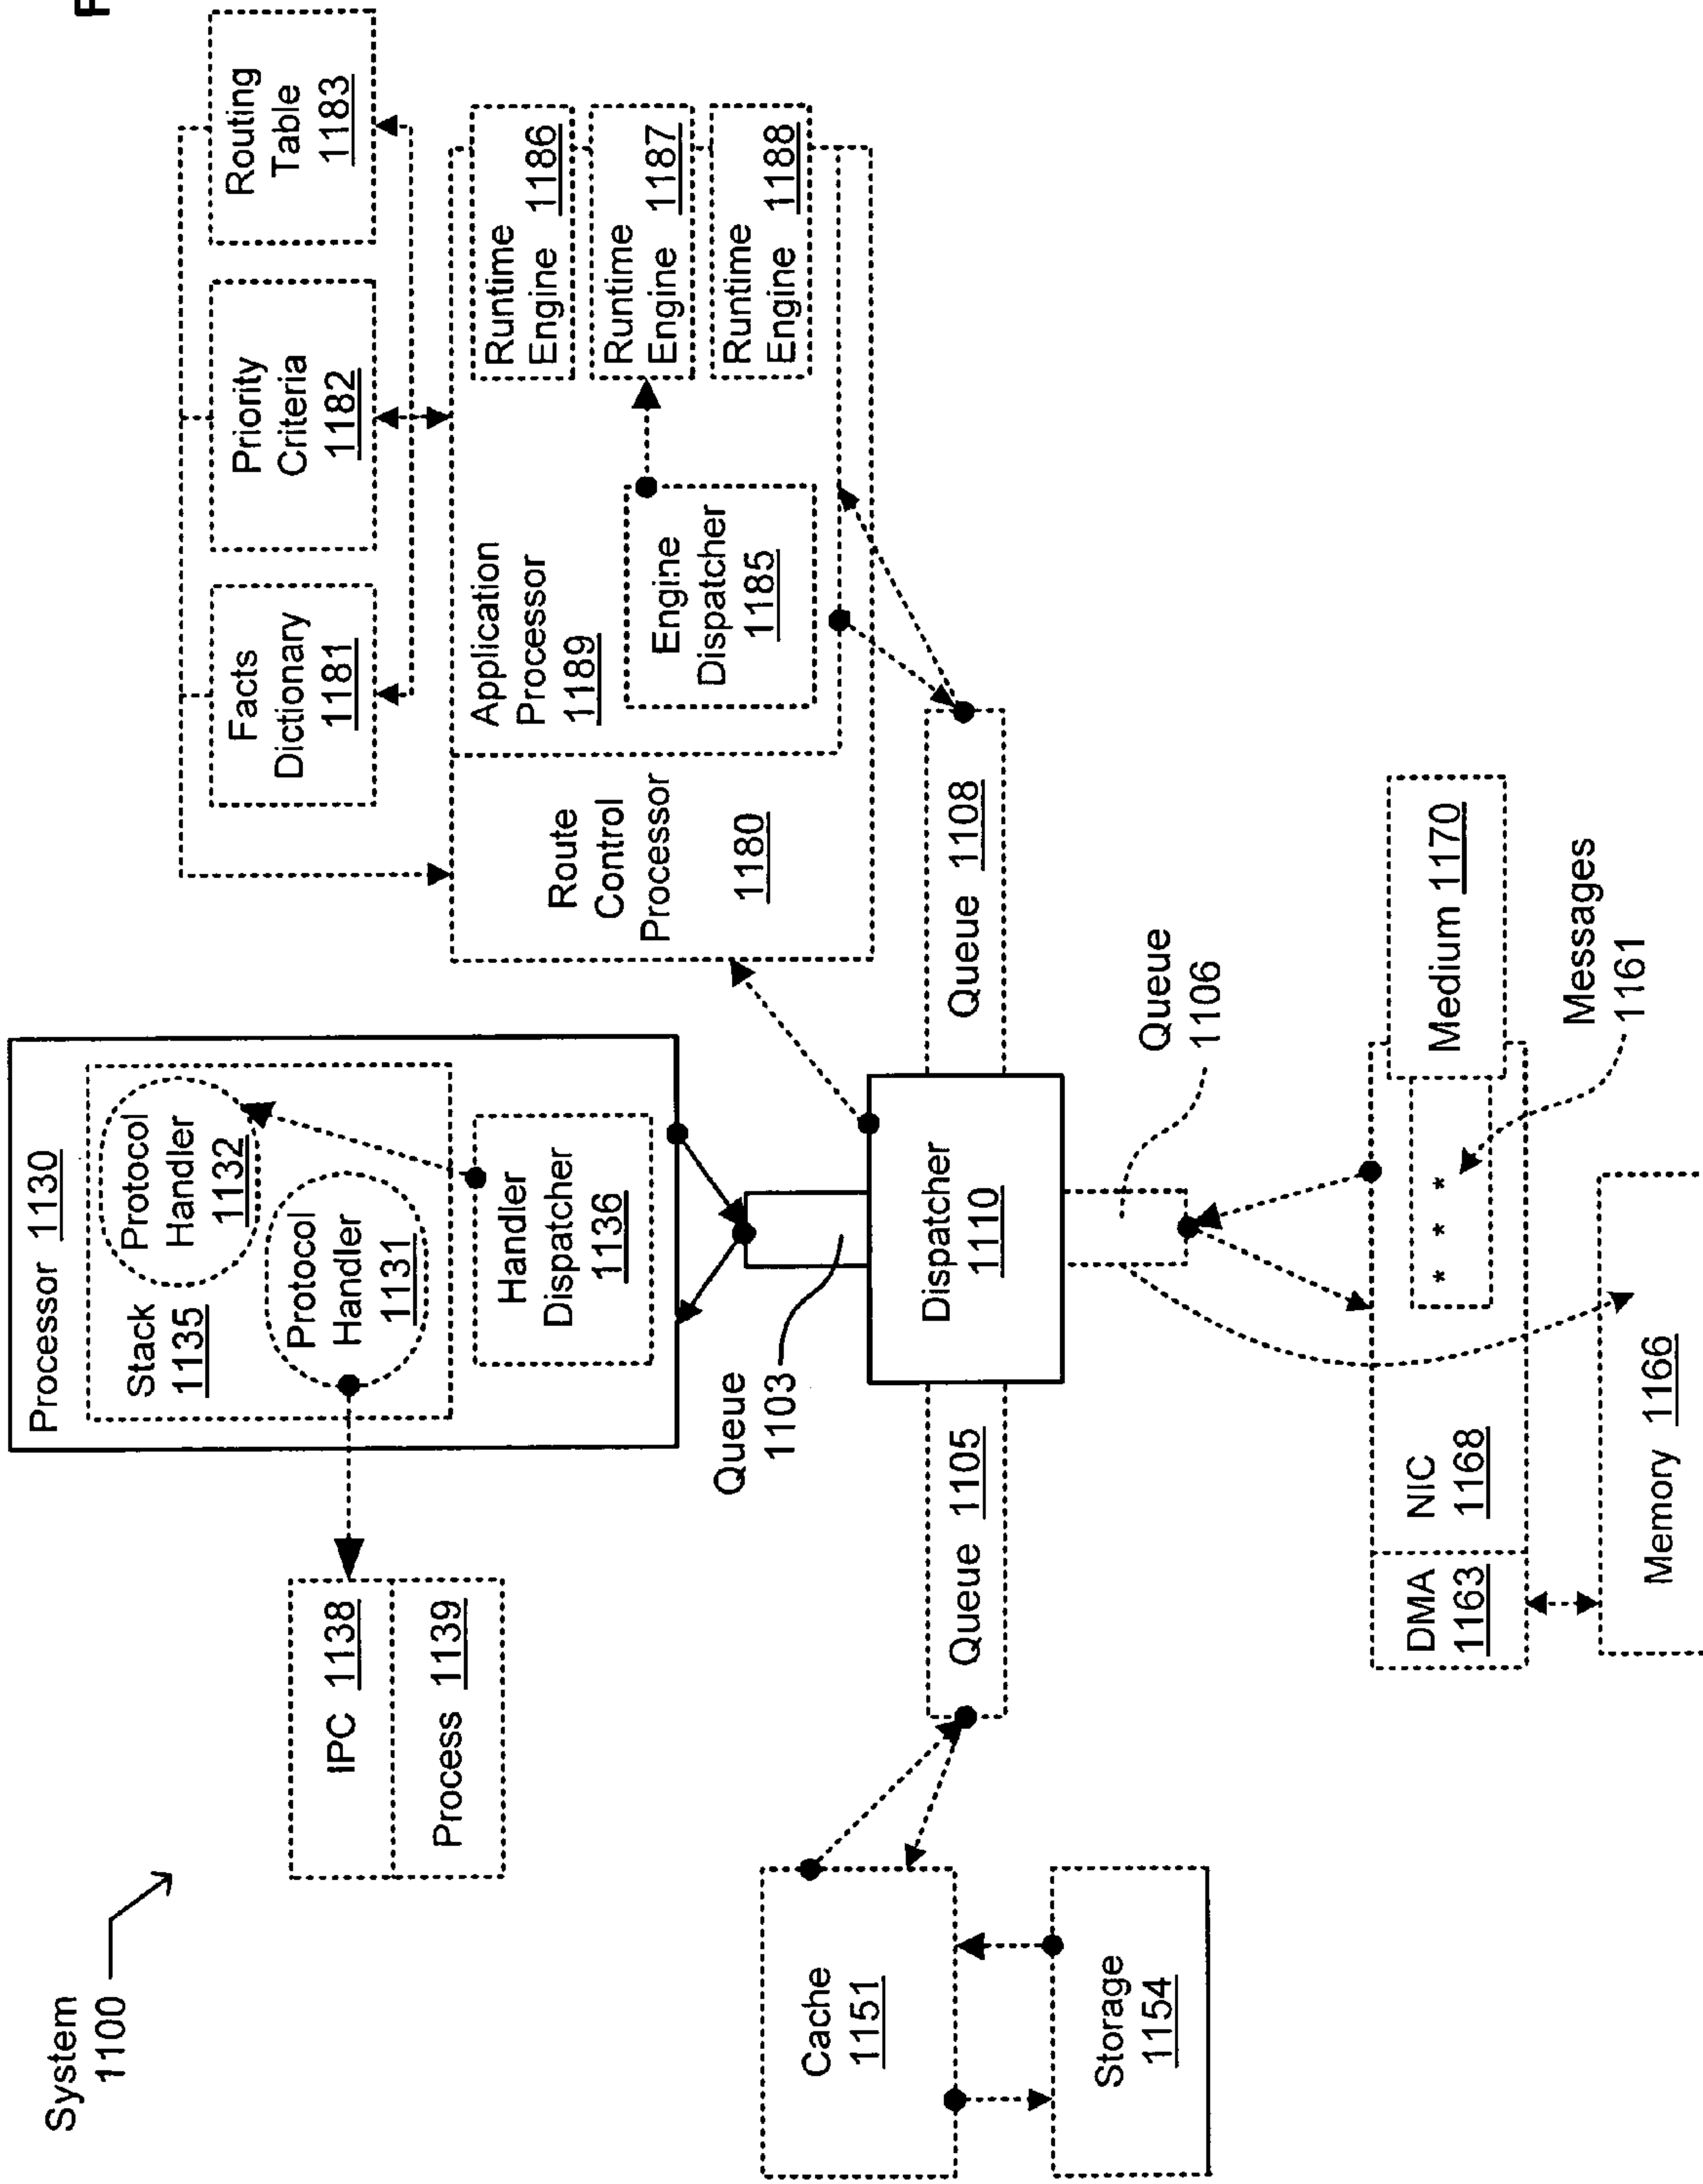 System
1100
IPC 1138
Process 1139
Processor 1130
Stack
1135
Protocol
Handler
1132
Protocol
Handler
1131
Handler
Dispatcher
1136
Facts
Dictionary
1181
Priority
Criteria
1182
Routing
Table
1183
Route
Control
Processor
1180
Application
Processor
1189
Engine
Dispatcher
1185
Runtime
Engine 1186
Runtime
Engine 1187
Runtime
Engine 1188
Queue
1103
Cache
1151
Storage
1154
Queue 1105
Dispatcher
1110
Queue 1108
Queue
1106
DMA
1163
NIC
1168
* * *
Medium 1170
Messages
1161
Memory 1166